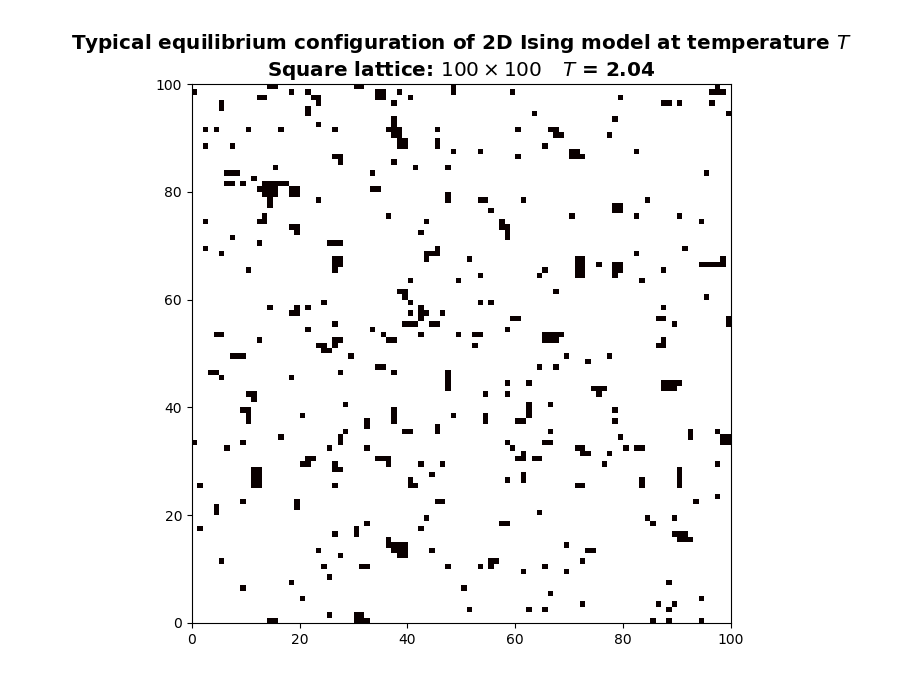 Typical equilibrium configuration of 2D Ising model at temperature T
Square lattice: 100 × 100 T = 2.04
100
80
60
40
20
0
0 20 40 60 80 100